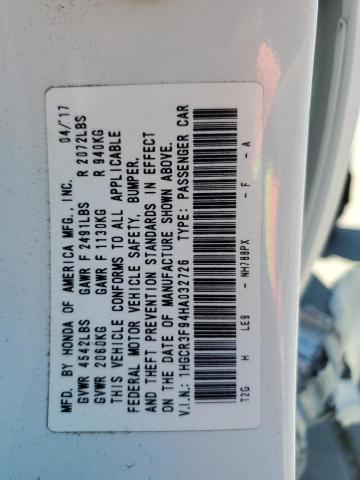 MFD. BY HONDA OF AMERICA MFG., INC. 04/'17
GVWR 4542LBS GAWR F 2491LBS R 2072LBS
GVWR 2060KG GAWR F 1130KG R 940KG
THIS VEHICLE CONFORMS TO ALL APPLICABLE
FEDERAL MOTOR VEHICLE SAFETY, BUMPER,
AND THEFT PREVENTION STANDARDS IN EFFECT
ON THE DATE OF MANUFACTURE SHOWN ABOVE.
V.I.N.: 1HGCR3F94HA032726 TYPE: PASSENGER CAR
T2G H LE9 - NH788PX - F - A